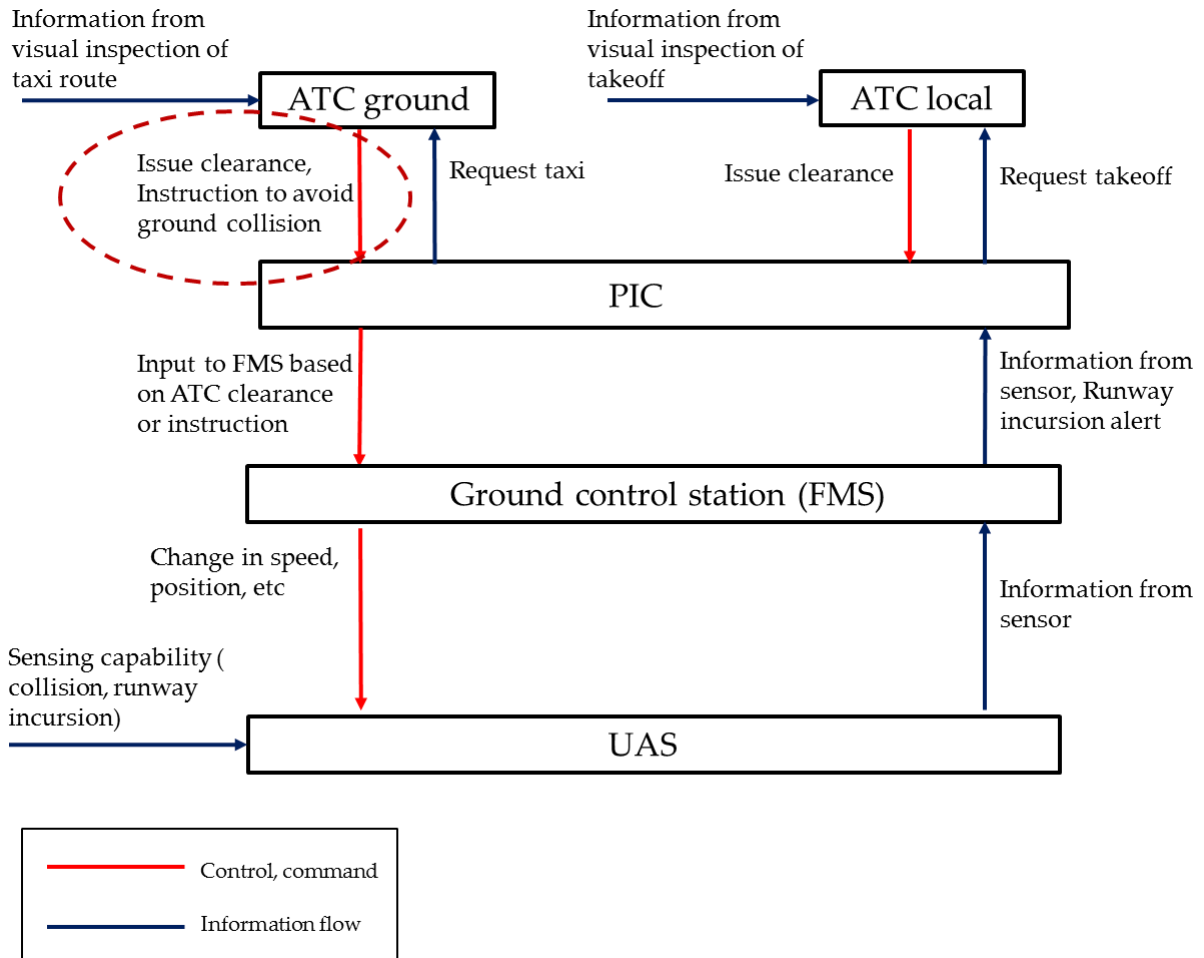 Information from
visual inspection of
taxi route
Information from
visual inspection of
takeoff
ATC ground
ATC local
Issue clearance,
Instruction to avoid
ground collision
Request taxi
Issue clearance
Request takeoff
PIC
Input to FMS based
on ATC clearance
or instruction
Information from
sensor, Runway
incursion alert
Ground control station (FMS)
Change in speed,
position, etc
Information from
sensor
Sensing capability (
collision, runway
incursion)
UAS
Control, command
Information flow